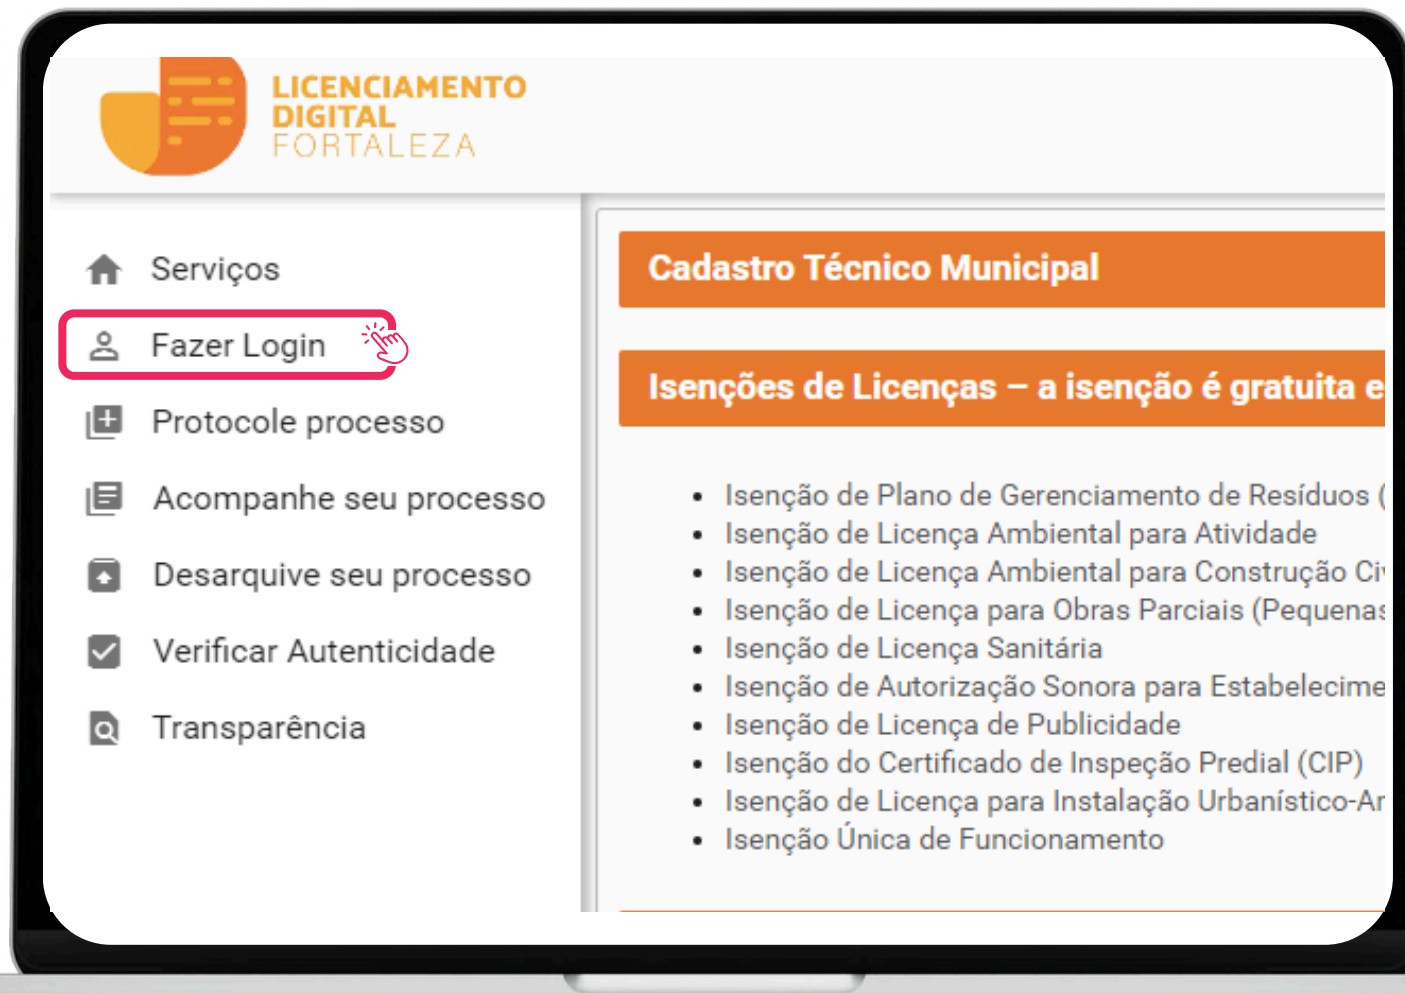 LICENCIAMENTO
DIGITAL
FORTALEZA
Serviços
Fazer Login
Protocole processo
Acompanhe seu processo
Desarquive seu processo
Verificar Autenticidade
Transparência
Cadastro Técnico Municipal
Isenções de Licenças – a isenção é gratuita e
Isenção de Plano de Gerenciamento de Resíduos (
Isenção de Licença Ambiental para Atividade
Isenção de Licença Ambiental para Construção
Isenção de Licença para Obras Parciais (Pequenas
Isenção de Licença Sanitária
Isenção de Autorização Sonora para Estabelecime
Isenção de Licença de Publicidade
Isenção do Certificado de Inspeção Predial (CIP)
Isenção de Licença para Instalação Urbanístico-
Isenção Única de Funcionamento